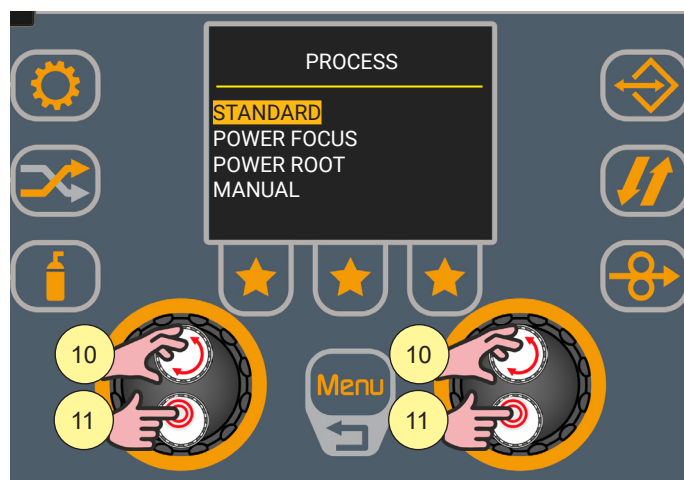 PROCESS
STANDARD
POWER FOCUS
POWER ROOT
MANUAL
10
10
Menu
11
11